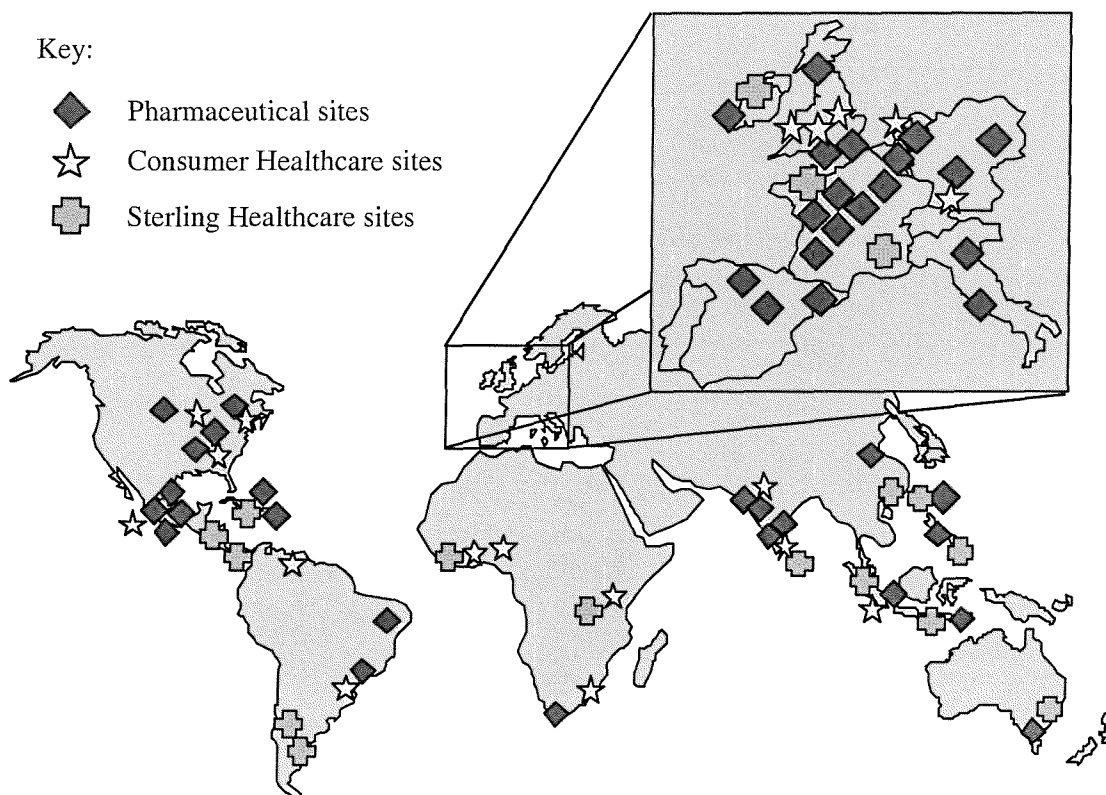 Key:
Pharmaceutical sites
Consumer Healthcare sites
Sterling Healthcare sites